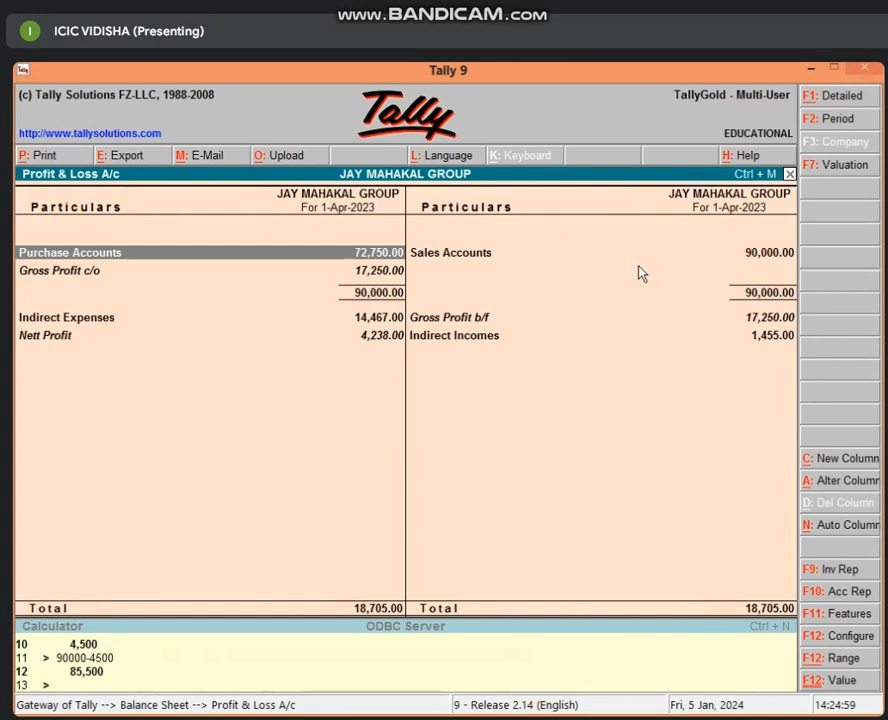 www.BANDICAM.com
I ICIC VIDISHA (Presenting)
Tally
Tally 9
(c) Tally Solutions FZ-LLC, 1988-2008
Tally
TallyGold - Multi-User
http://www.tallysolutions.com
EDUCATIONAL
P: Print E: Export M: E-Mail O: Upload L: Language K: Keyboard H: Help
Profit & Loss A/c JAY MAHAKAL GROUP Ctrl + M
Particulars JAY MAHAKAL GROUP Particulars JAY MAHAKAL GROUP
For 1-Apr-2023 For 1-Apr-2023
Purchase Accounts 72,750.00 Sales Accounts 90,000.00
Gross Profit c/o 17,250.00
90,000.00 90,000.00
Indirect Expenses 14,467.00 Gross Profit b/f 17,250.00
Nett Profit 4,238.00 Indirect Incomes 1,455.00
Total 18,705.00 Total 18,705.00
Calculator ODBC Server Ctrl + N
10 4,500
11 > 90000-4500
12 85,500
13 >
Gateway of Tally --> Balance Sheet --> Profit & Loss A/c 9 - Release 2.14 (English) Fri, 5 Jan, 2024 14:24:59
F1: Detailed
F2: Period
F3: Company
F7: Valuation
C: New Column
A: Alter Column
D: Del Column
N: Auto Column
F9: Inv Rep
F10: Acc Rep
F11: Features
F12: Configure
F12: Range
F12: Value